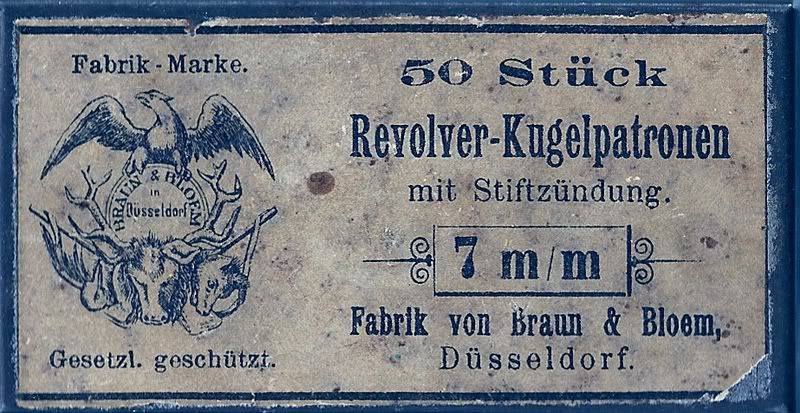 Fabrik-Marke.
BRAUN & BLOEM
in
Düsseldorf
Gesetzl. geschützt.
50 Stück
Revolver-Kugelpatronen
mit Stiftzündung.
7 m/m
Fabrik von Braun & Bloem,
Düsseldorf.